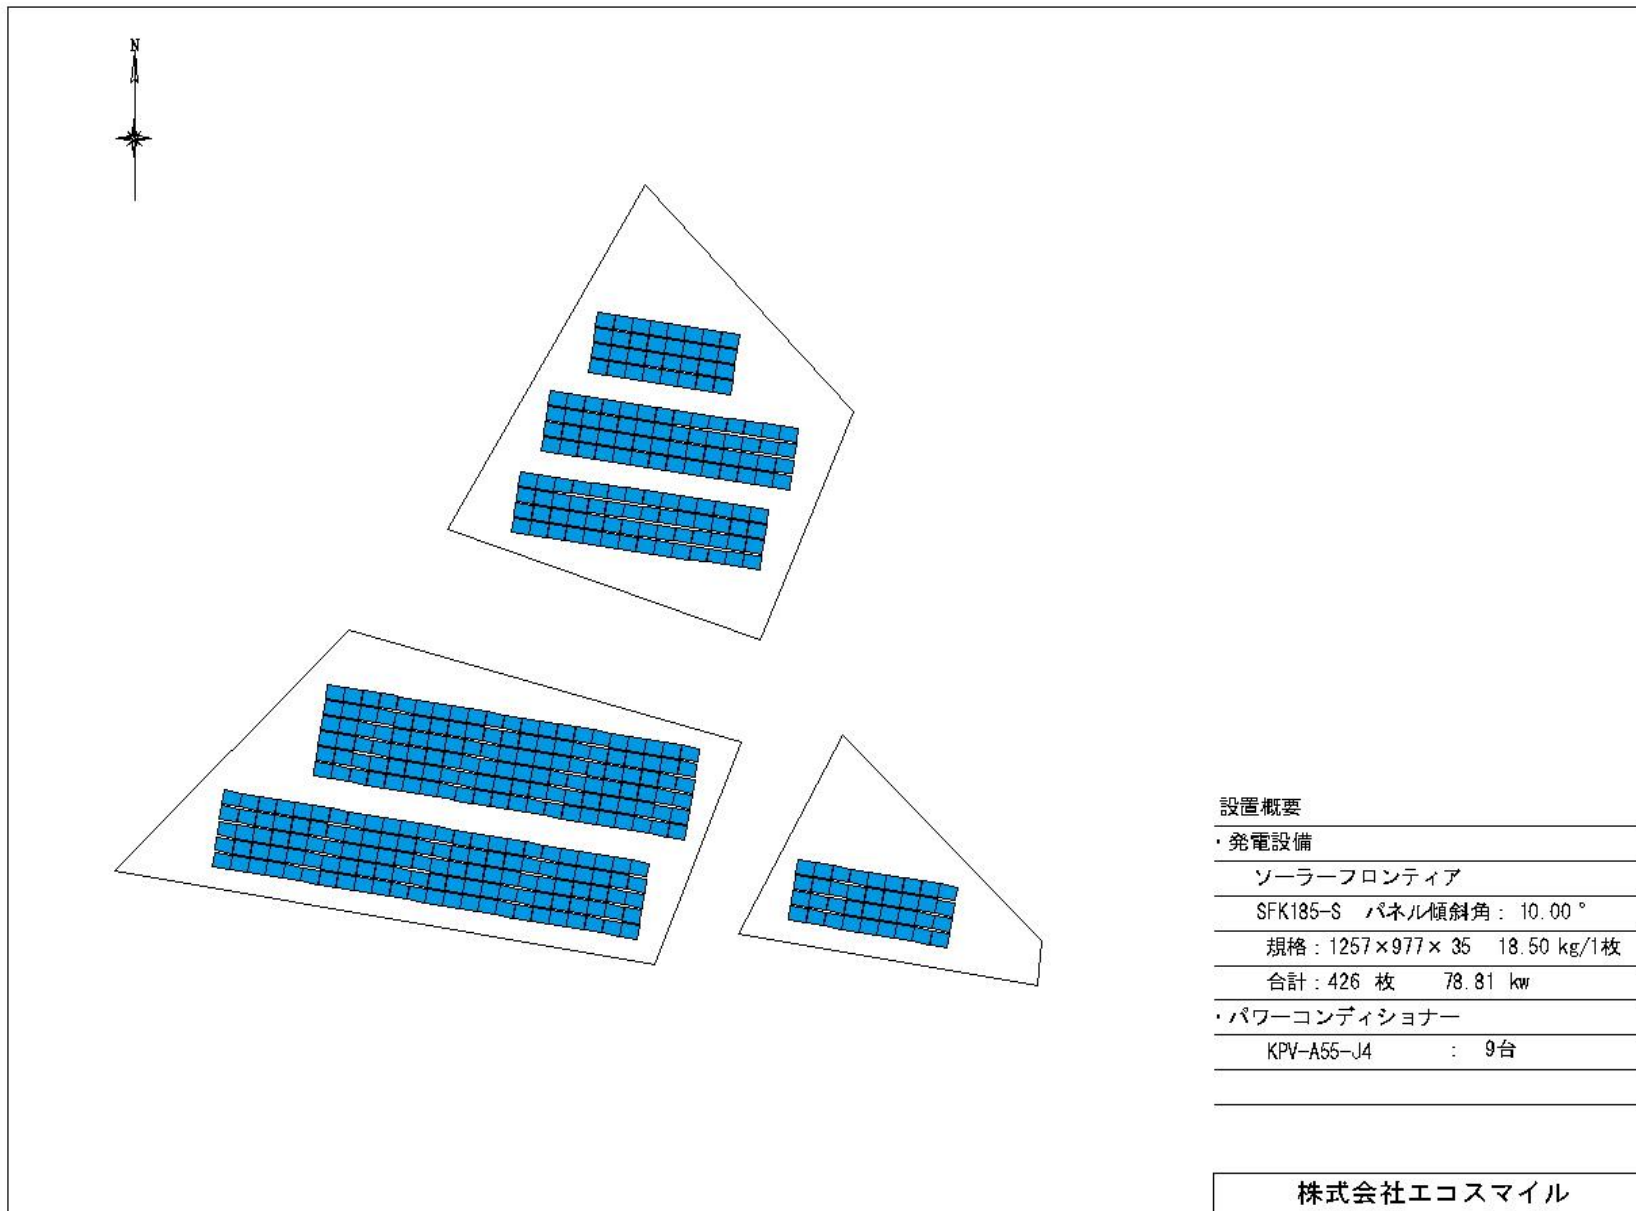 N
設置概要
・発電設備
ソーラーフロンティア
SFK185-S パネル傾斜角: 10.00°
規格:1257×977×35 18.50 kg/1枚
合計:426 枚 78.81 kw
・パワーコンディショナー
KPV-A55-J4 : 9台
株式会社エコスマイル